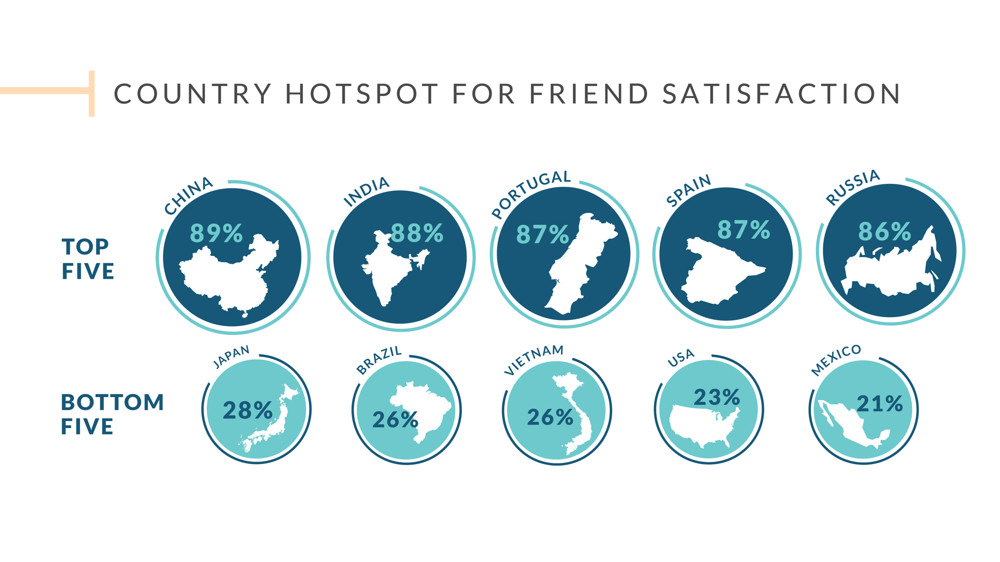 COUNTRY HOTSPOT FOR FRIEND SATISFACTION
TOP
FIVE
CHINA
89%
INDIA
88%
PORTUGAL
87%
SPAIN
87%
RUSSIA
86%
BOTTOM
FIVE
JAPAN
28%
BRAZIL
26%
VIETNAM
26%
USA
23%
MEXICO
21%